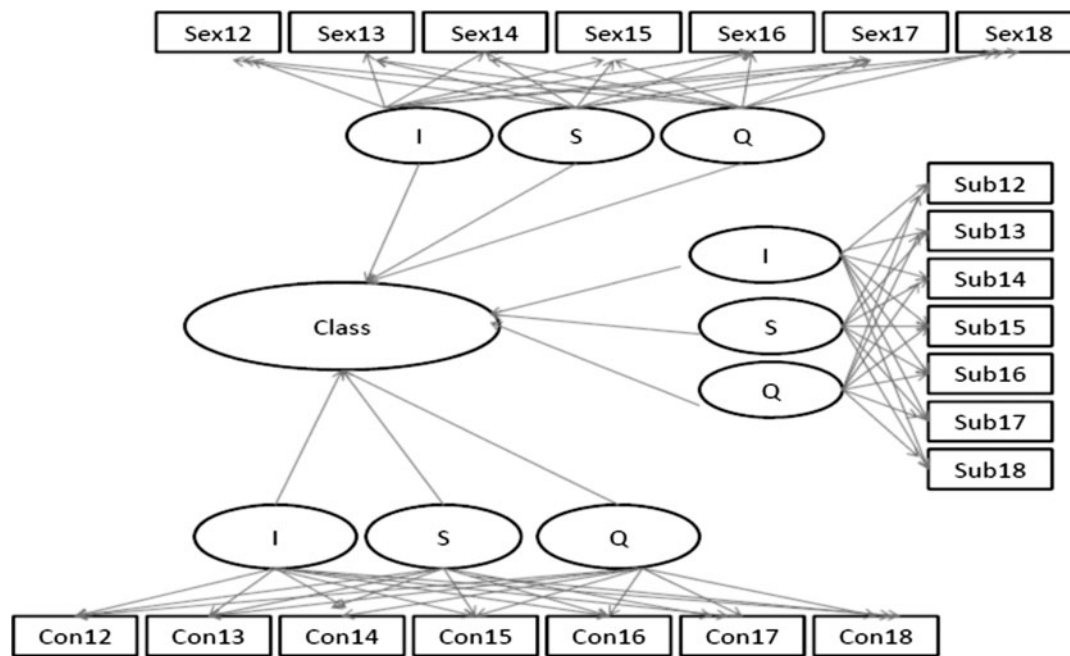 Sex12 Sex13 Sex14 Sex15 Sex16 Sex17 Sex18
I S Q
Sub12
Sub13
I
Sub14
Class
S
Sub15
Sub16
Q
Sub17
Sub18
I S Q
Con12 Con13 Con14 Con15 Con16 Con17 Con18